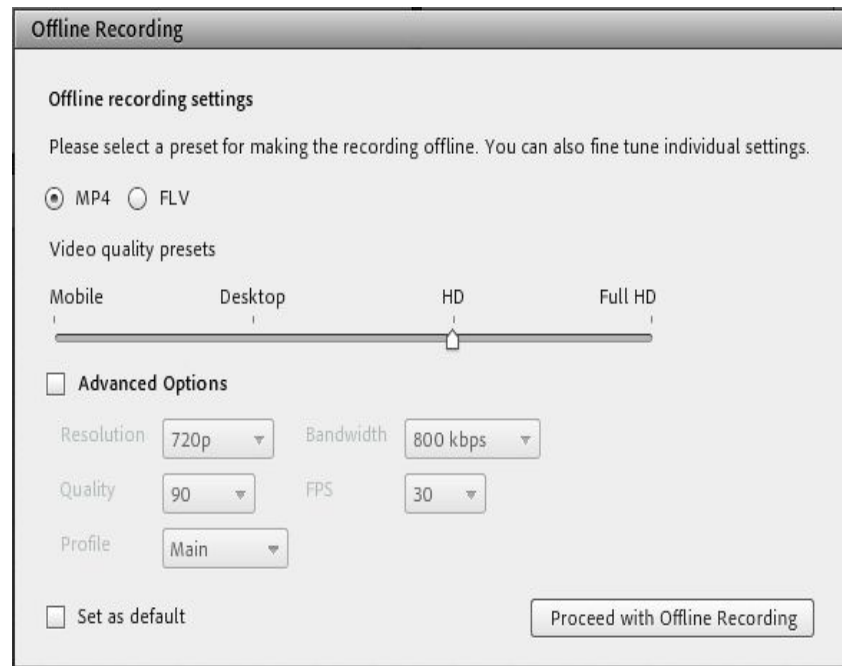 Offline Recording
Offline recording settings
Please select a preset for making the recording offline. You can also fine tune individual settings.
MP4 FLV
Video quality presets
Mobile Desktop HD Full HD
Advanced Options
Resolution 720p Bandwidth 800 kbps
Quality 90 FPS 30
Profile Main
Set as default Proceed with Offline Recording